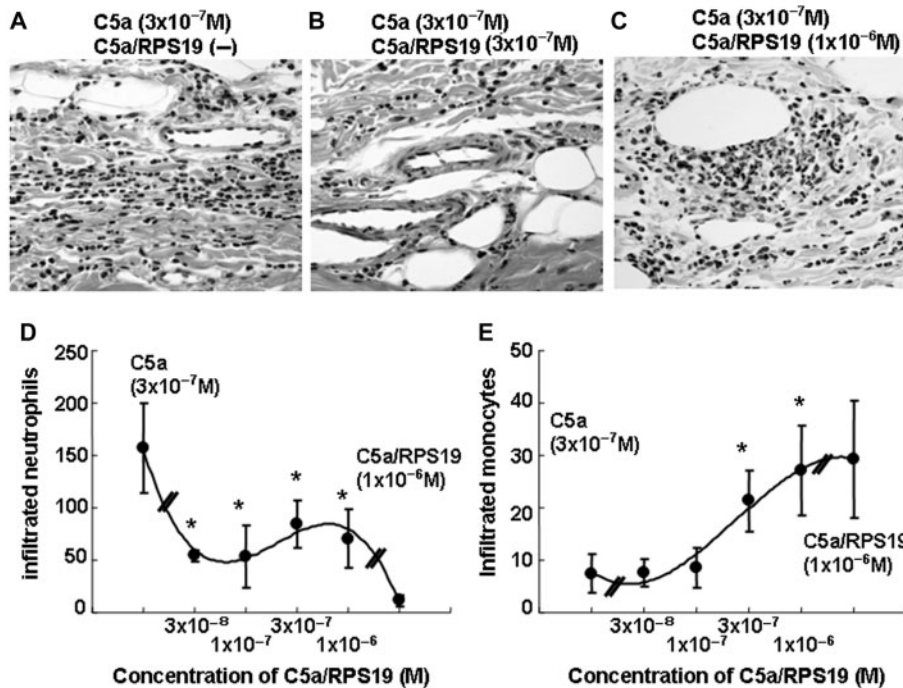 A
C5a (3x10⁻⁷M)
C5a/RPS19 (–)
B
C5a (3x10⁻⁷M)
C5a/RPS19 (3x10⁻⁷M)
C
C5a (3x10⁻⁷M)
C5a/RPS19 (1x10⁻⁶M)
D
infiltrated neutrophils
250
200
150
100
50
0
C5a
(3x10⁻⁷M)
C5a/RPS19
(1x10⁻⁶M)
*
*
*
*
3x10⁻⁸
1x10⁻⁷
3x10⁻⁷
1x10⁻⁶
Concentration of C5a/RPS19 (M)
E
Infiltrated monocytes
50
40
30
20
10
0
C5a
(3x10⁻⁷M)
*
*
C5a/RPS19
(1x10⁻⁶M)
3x10⁻⁸
1x10⁻⁷
3x10⁻⁷
1x10⁻⁶
Concentration of C5a/RPS19 (M)